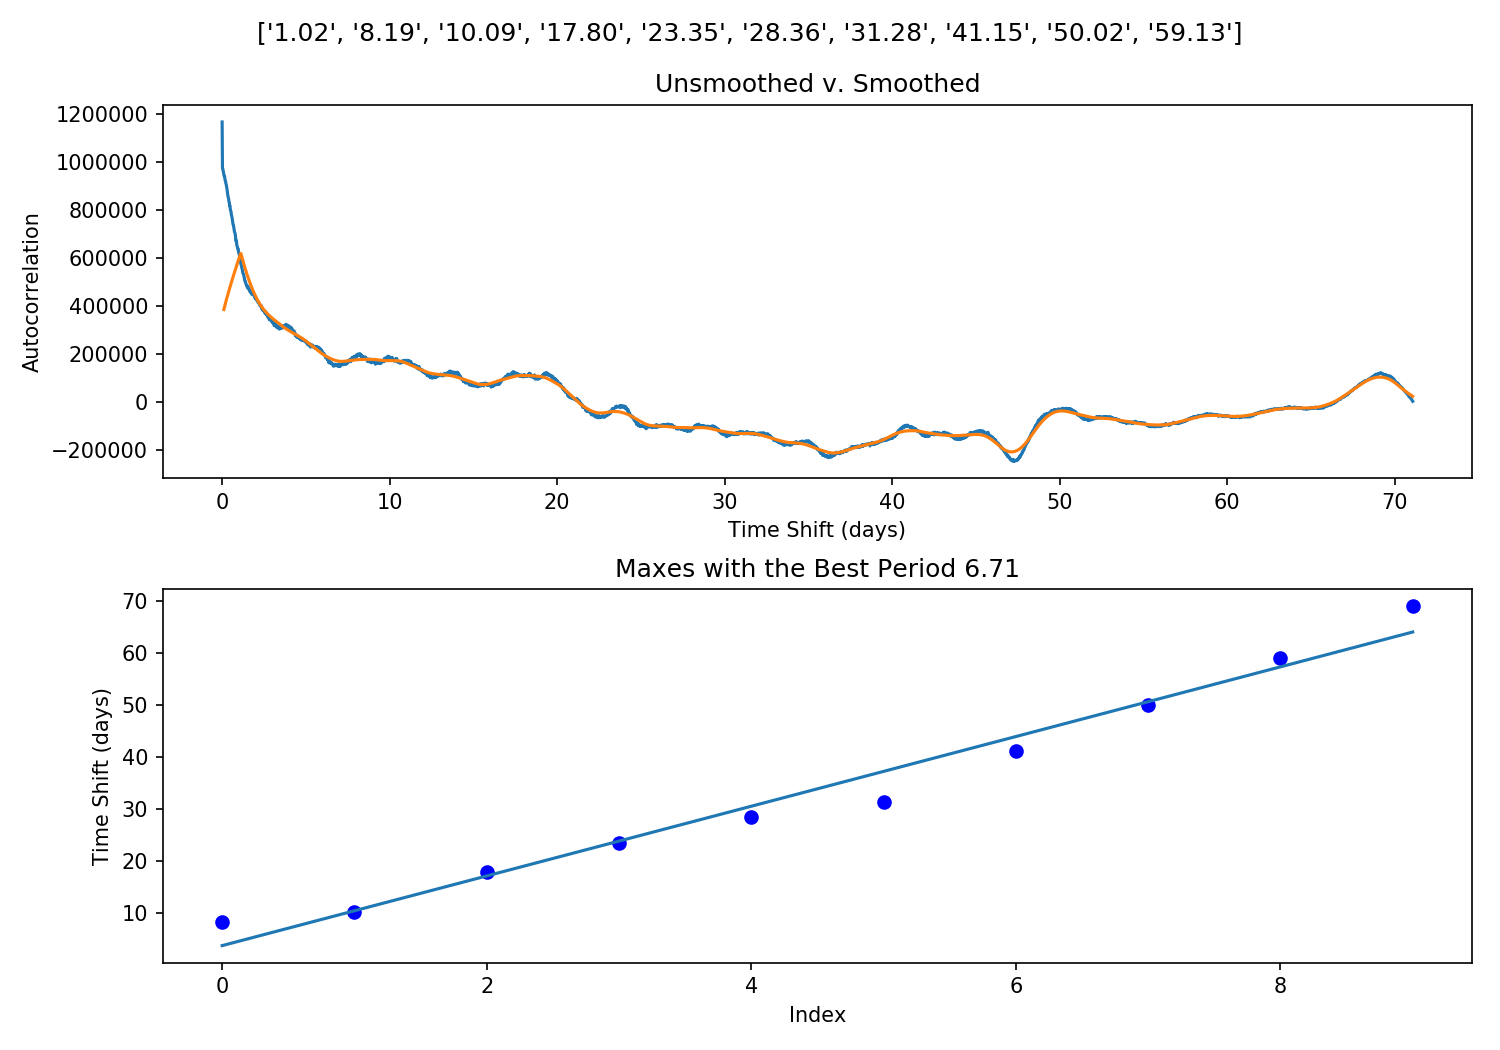 ['1.02', '8.19', '10.09', '17.80', '23.35', '28.36', '31.28', '41.15', '50.02', '59.13']
Unsmoothed v. Smoothed
1200000
1000000
800000
600000
400000
200000
0
−200000
Autocorrelation
0 10 20 30 40 50 60 70
Time Shift (days)
Maxes with the Best Period 6.71
70
60
50
40
30
20
10
Time Shift (days)
0 2 4 6 8
Index